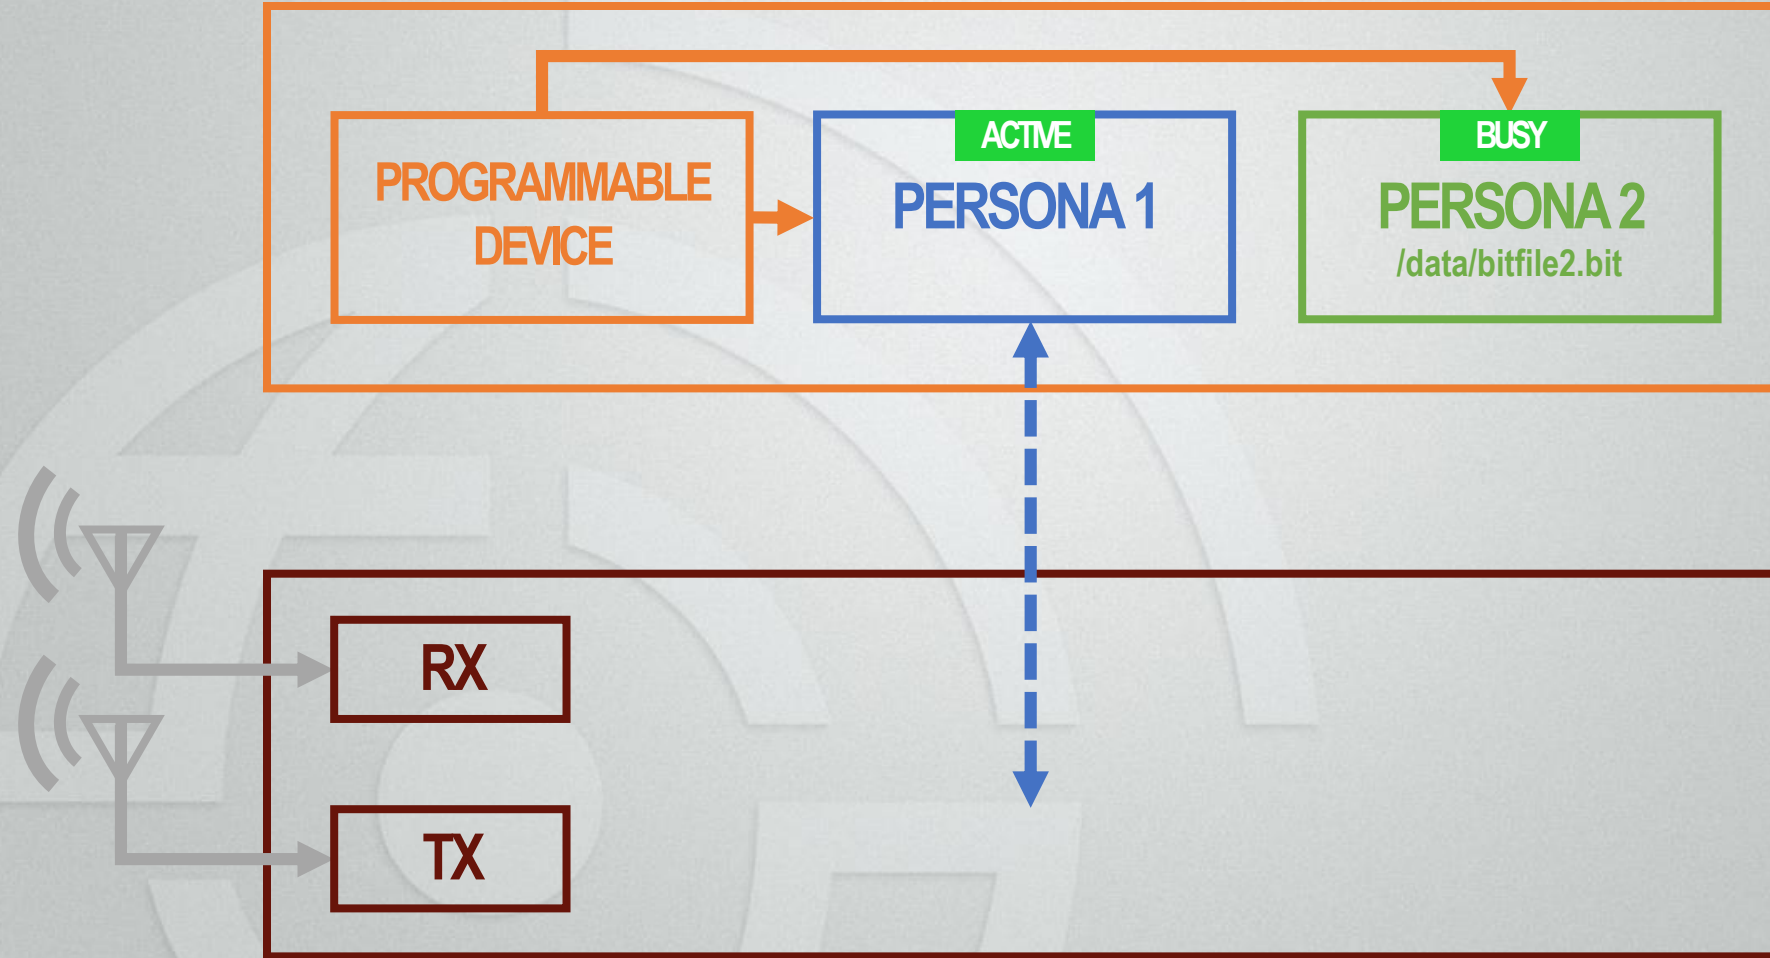 PROGRAMMABLE
DEVICE
ACTIVE
PERSONA 1
BUSY
PERSONA 2
/data/bitfile2.bit
RX
TX